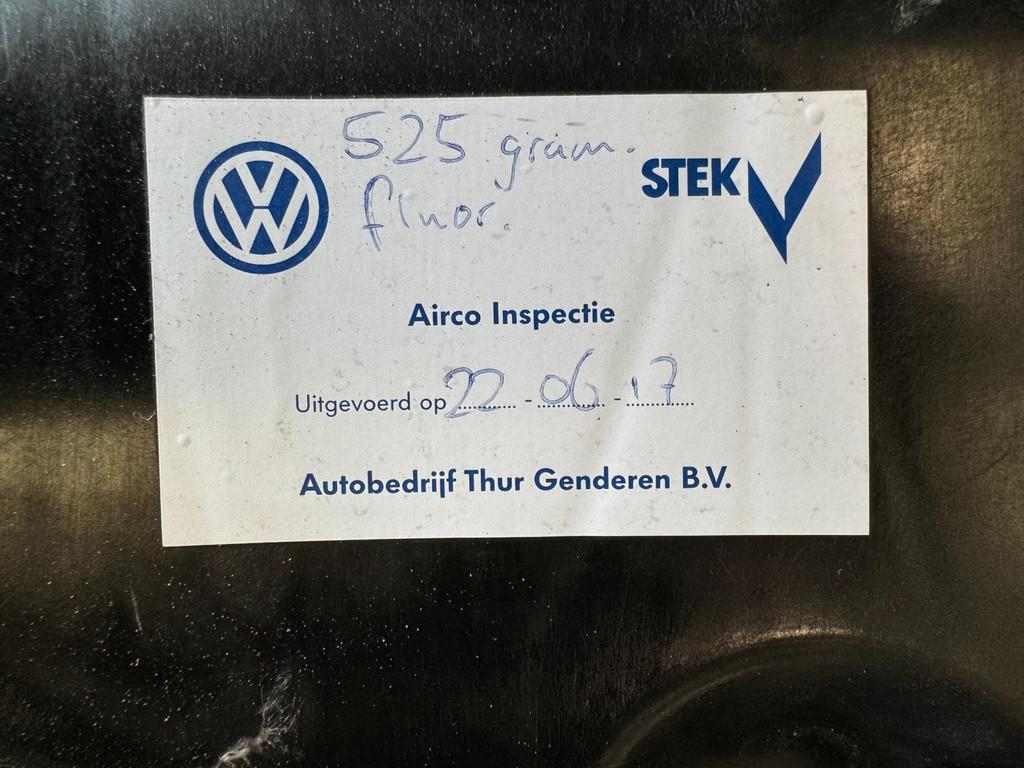 525 gram.
fluor.
STEK
Airco Inspectie
Uitgevoerd op 22 - 06 - 17
Autobedrijf Thur Genderen B.V.